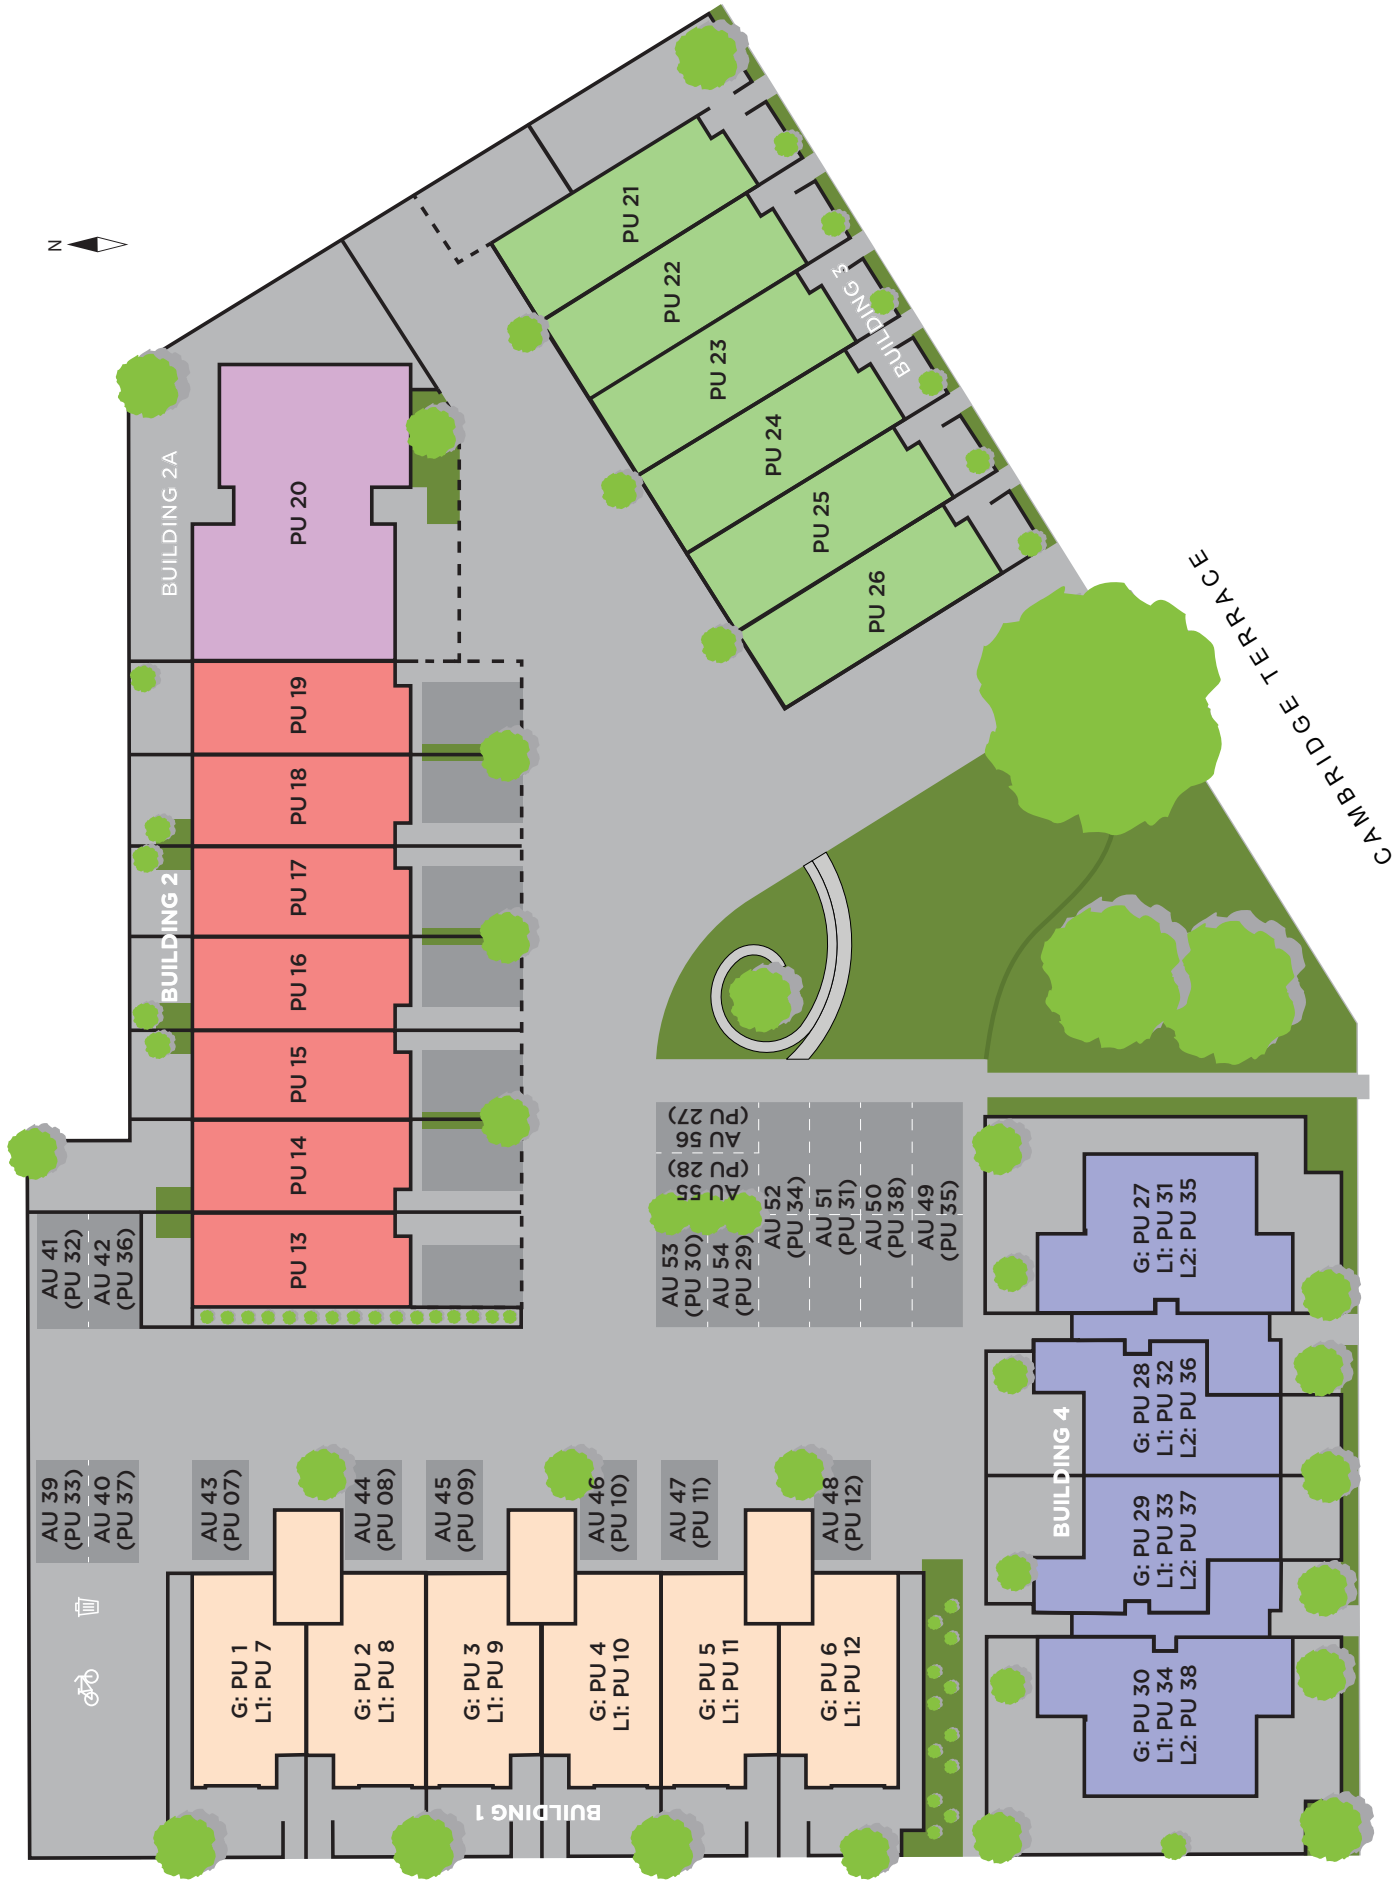 N
BUILDING 2A
PU 20
BUILDING 2
PU 19
PU 18
PU 17
PU 16
PU 15
PU 14
PU 13
PU 21
PU 22
PU 23
PU 24
PU 25
PU 26
BUILDING 3
CAMBRIDGE TERRACE
AU 41
(PU 32)
AU 42
(PU 36)
AU 39
(PU 33)
AU 40
(PU 37)
AU 43
(PU 07)
AU 44
(PU 08)
AU 45
(PU 09)
AU 46
(PU 10)
AU 47
(PU 11)
AU 48
(PU 12)
AU 56
(PU 27)
AU 55
(PU 28)
AU 53
(PU 30)
AU 54
(PU 29)
AU 52
(PU 34)
AU 51
(PU 31)
AU 50
(PU 38)
AU 49
(PU 35)
G: PU 1
L1: PU 7
G: PU 2
L1: PU 8
G: PU 3
L1: PU 9
G: PU 4
L1: PU 10
G: PU 5
L1: PU 11
G: PU 6
L1: PU 12
BUILDING 1
BUILDING 4
G: PU 27
L1: PU 31
L2: PU 35
G: PU 28
L1: PU 32
L2: PU 36
G: PU 29
L1: PU 33
L2: PU 37
G: PU 30
L1: PU 34
L2: PU 38